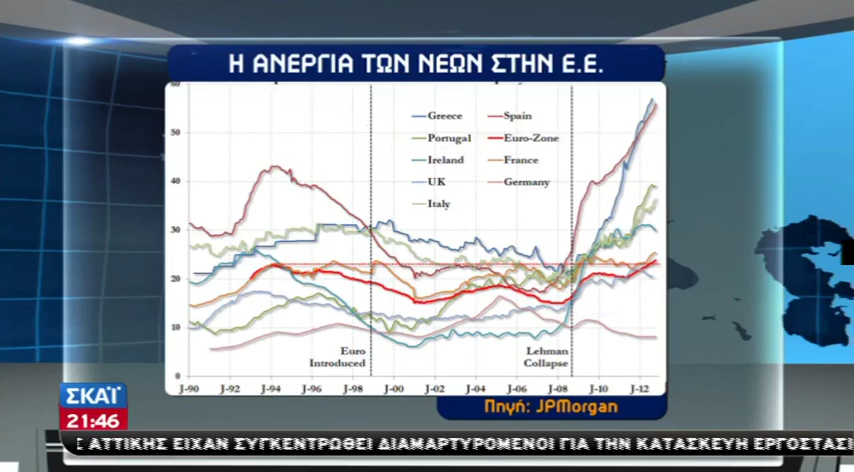 Η ΑΝΕΡΓΙΑ ΤΩΝ ΝΕΩΝ ΣΤΗΝ Ε.Ε.
60
50
40
30
20
10
0
Greece
Spain
Portugal
Euro-Zone
Ireland
France
UK
Germany
Italy
Euro
Introduced
Lehman
Collapse
J-90 J-92 J-94 J-96 J-98 J-00 J-02 J-04 J-06 J-08 J-10 J-12
Πηγή: JPMorgan
ΣΚΑΪ
21:46
Σ ΑΤΤΙΚΗΣ ΕΙΧΑΝ ΣΥΓΚΕΝΤΡΩΘΕΙ ΔΙΑΜΑΡΤΥΡΟΜΕΝΟΙ ΓΙΑ ΤΗΝ ΚΑΤΑΣΚΕΥΗ ΕΡΓΟΣΤΑΣΙ